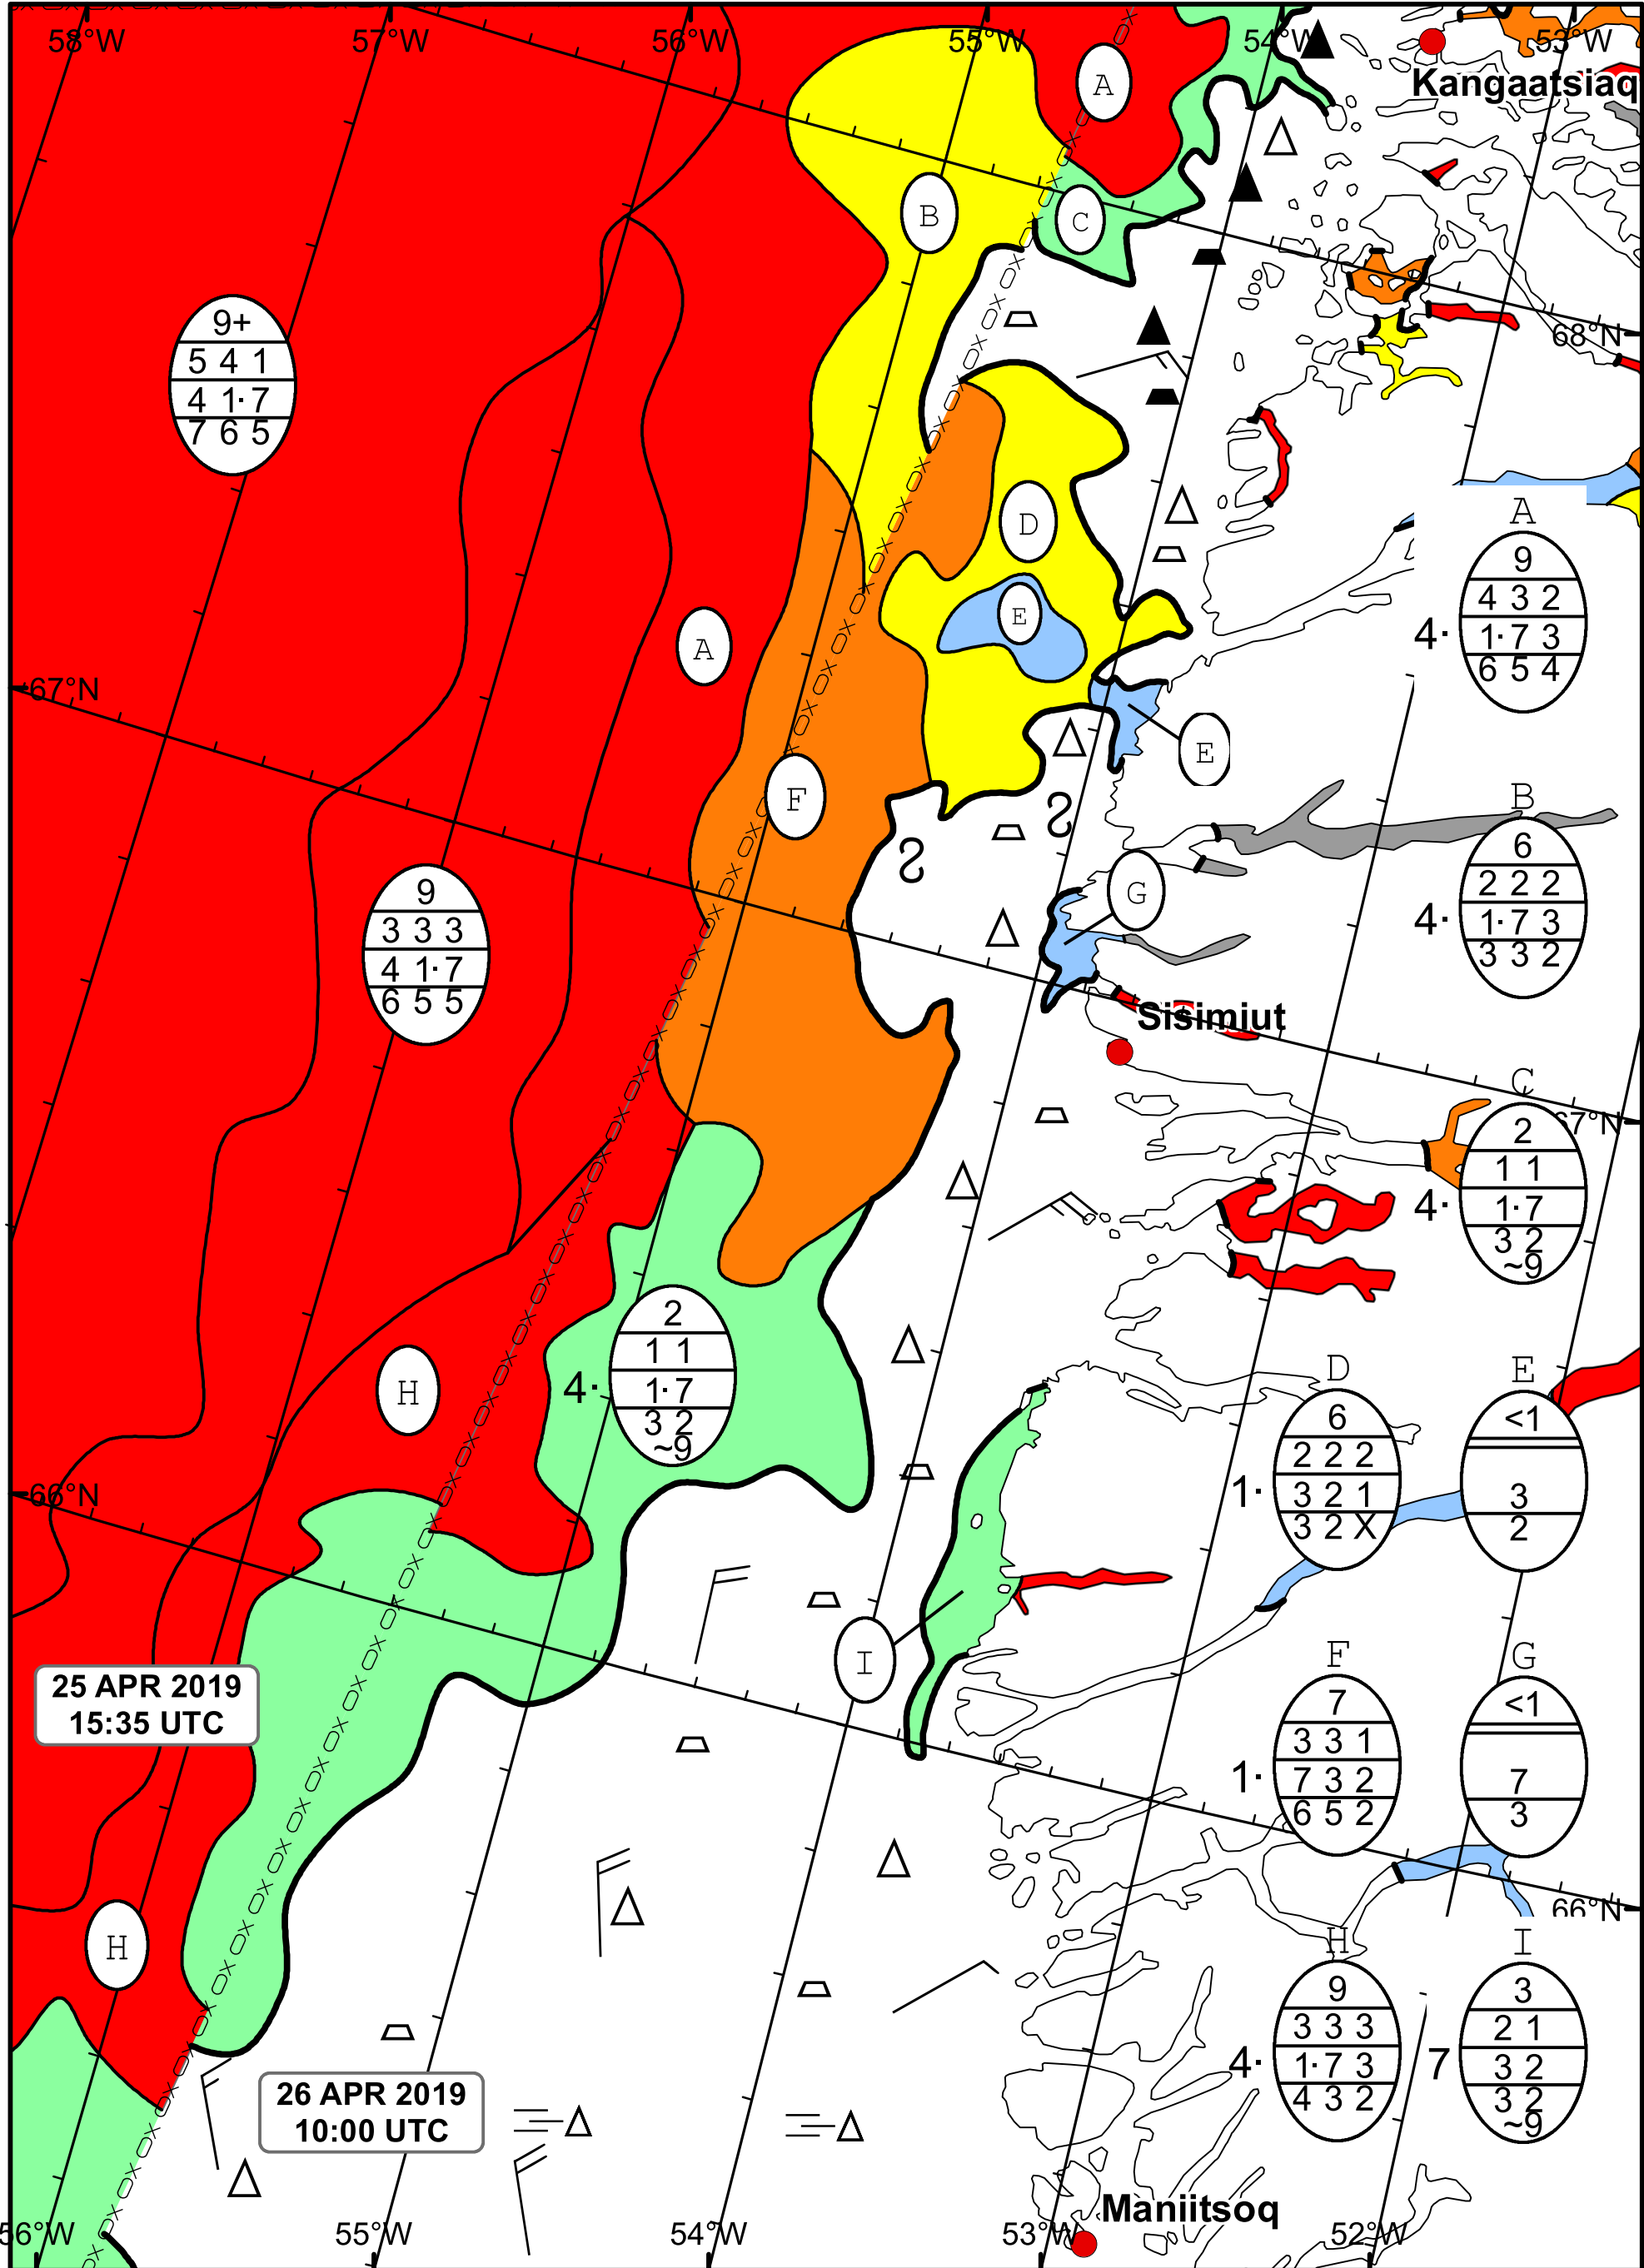 58°W
57°W
56°W
55°W
54°W
53°W
Kangaatsiaq
A
B
C
68°N
9+
5 4 1
4 1· 7
7 6 5
D
E
A
67°N
E
F
G
9
3 3 3
4 1· 7
6 5 5
Sisimiut
67°N
2
1 1
4·
1· 7
3 2
~9
H
66°N
I
25 APR 2019
15:35 UTC
H
26 APR 2019
10:00 UTC
66°N
Maniitsoq
56°W
55°W
54°W
53°W
52°W
A
9
4 3 2
4·
1· 7 3
6 5 4
B
6
2 2 2
4·
1· 7 3
3 3 2
C
2
1 1
4·
1· 7
3 2
~9
D
6
2 2 2
1·
3 2 1
3 2 X
E
<1
3
2
F
7
3 3 1
1·
7 3 2
6 5 2
G
<1
7
3
H
9
3 3 3
4·
1· 7 3
4 3 2
I
3
2 1
7
3 2
3 2
~9